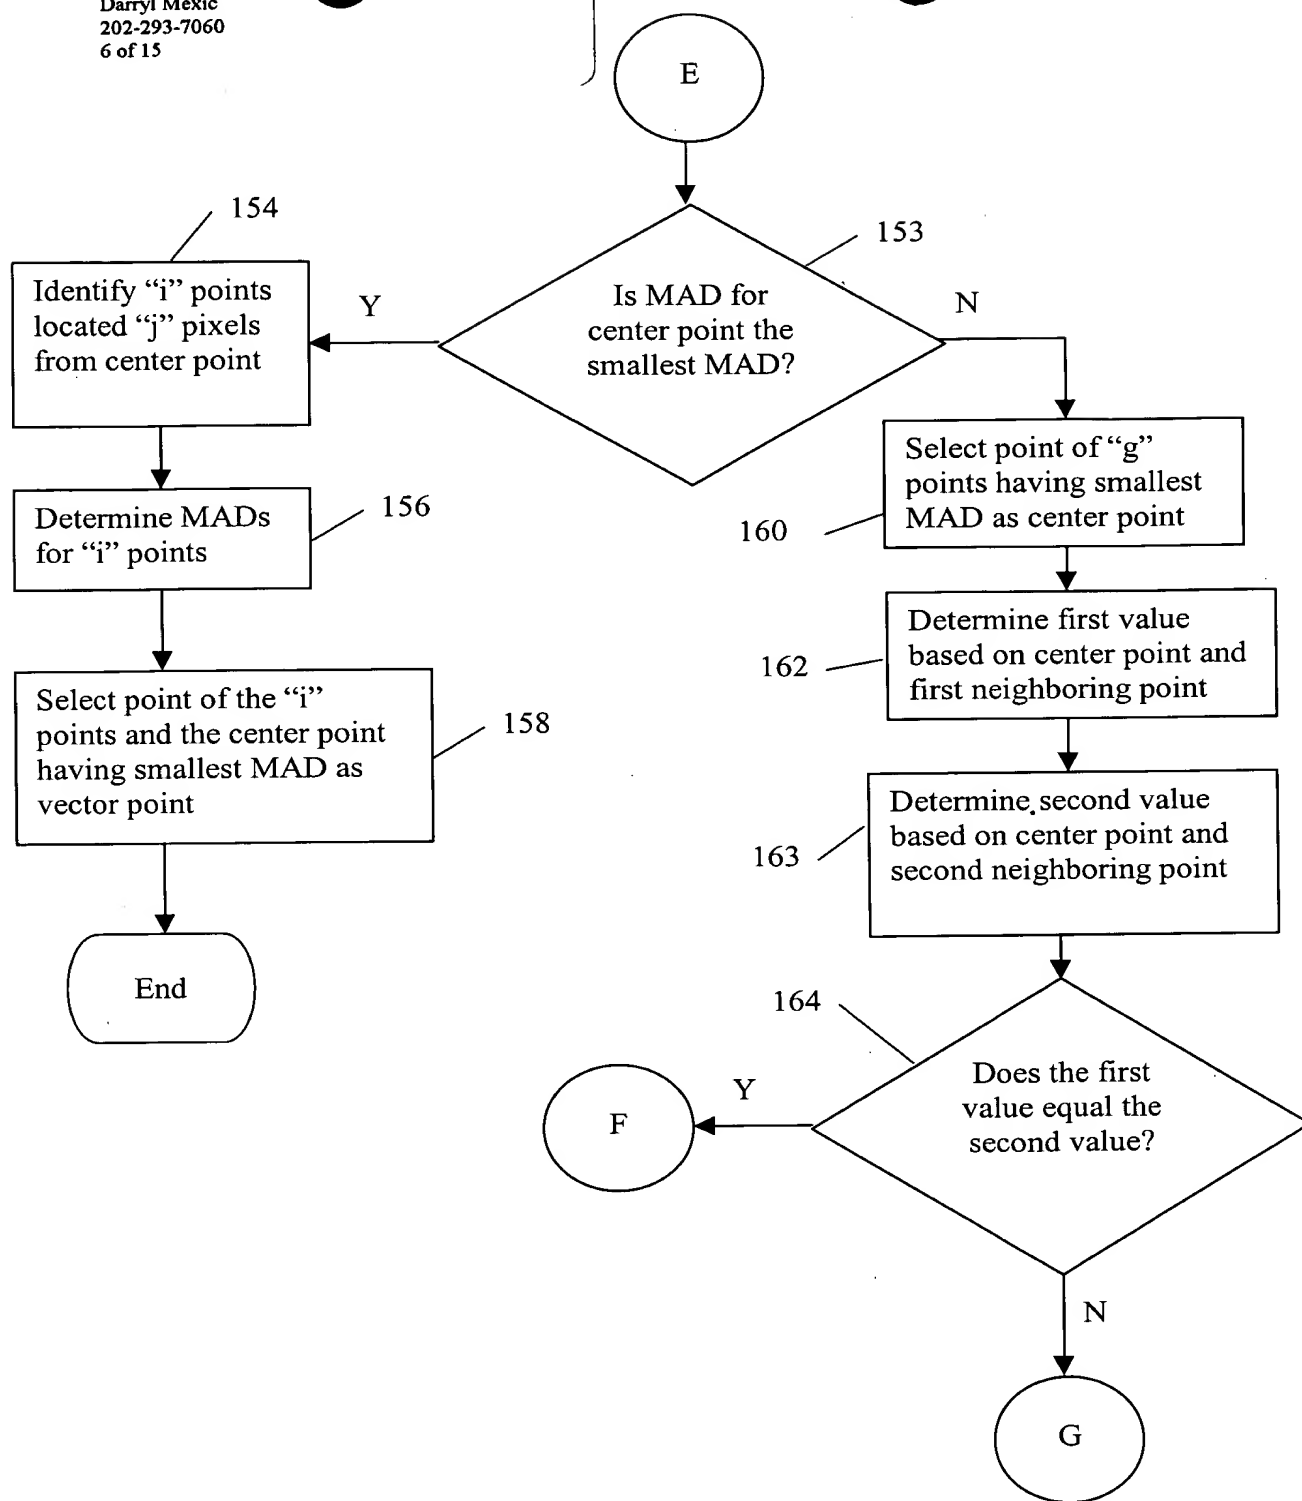 Darryl Mexic
202-293-7060
6 of 15
E
154
153
Identify “i” points
located “j” pixels
from center point
Y
Is MAD for
center point the
smallest MAD?
N
Select point of “g”
points having smallest
MAD as center point
160
Determine MADs
for “i” points
156
Determine first value
based on center point and
first neighboring point
162
Select point of the “i”
points and the center point
having smallest MAD as
vector point
158
Determine second value
based on center point and
second neighboring point
163
End
164
Does the first
value equal the
second value?
Y
F
N
G